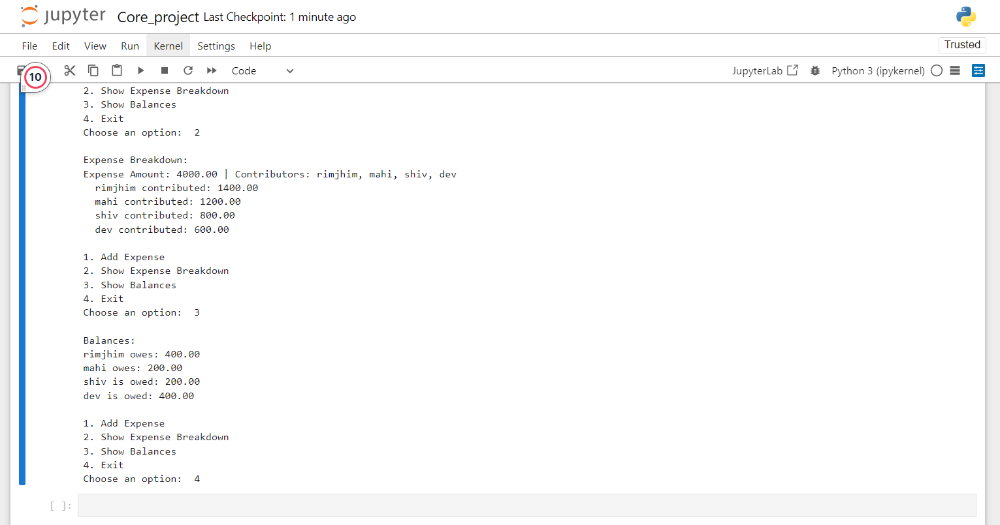 jupyter Core_project Last Checkpoint: 1 minute ago
File Edit View Run Kernel Settings Help Trusted
10 Code JupyterLab Python 3 (ipykernel)
2. Show Expense Breakdown
3. Show Balances
4. Exit
Choose an option: 2
Expense Breakdown:
Expense Amount: 4000.00 | Contributors: rimjhim, mahi, shiv, dev
rimjhim contributed: 1400.00
mahi contributed: 1200.00
shiv contributed: 800.00
dev contributed: 600.00
1. Add Expense
2. Show Expense Breakdown
3. Show Balances
4. Exit
Choose an option: 3
Balances:
rimjhim owes: 400.00
mahi owes: 200.00
shiv is owed: 200.00
dev is owed: 400.00
1. Add Expense
2. Show Expense Breakdown
3. Show Balances
4. Exit
Choose an option: 4
[ ]: